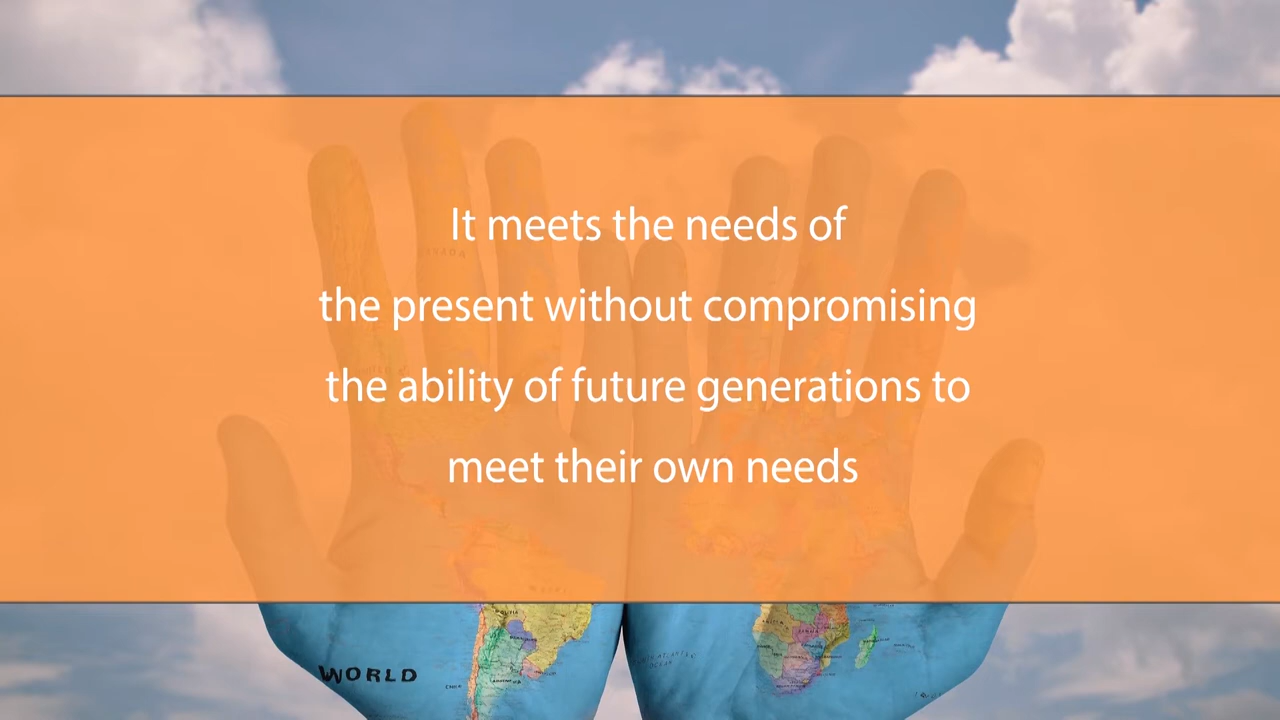 It meets the needs of
the present without compromising
the ability of future generations to
meet their own needs
WORLD